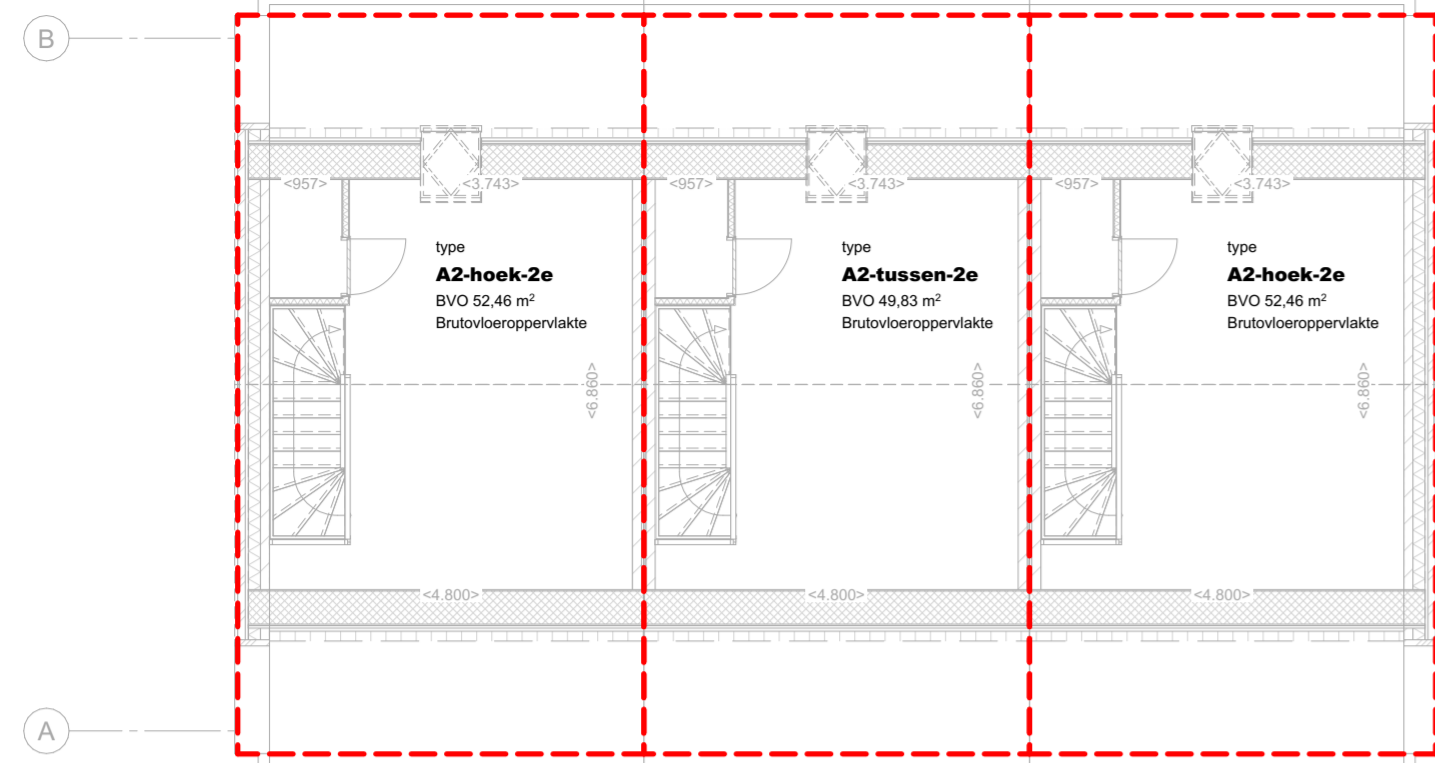 B
<957>
<3.743>
<957>
<3.743>
<957>
<3.743>
type
A2-hoek-2e
BVO 52,46 m²
Brutovloeroppervlakte
type
A2-tussen-2e
BVO 49,83 m²
Brutovloeroppervlakte
type
A2-hoek-2e
BVO 52,46 m²
Brutovloeroppervlakte
<6.860>
<6.860>
<6.860>
<4.800>
<4.800>
<4.800>
A